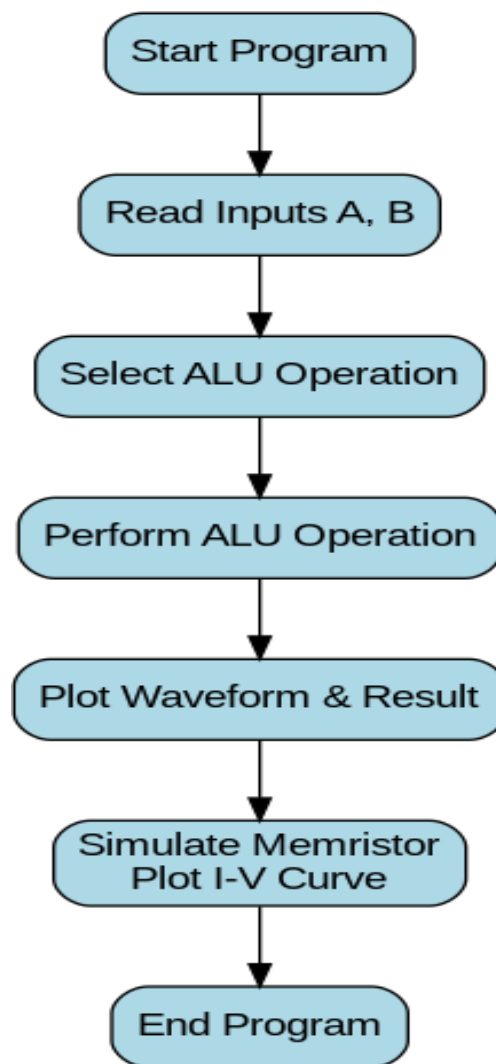 Start Program
Read Inputs A, B
Select ALU Operation
Perform ALU Operation
Plot Waveform & Result
Simulate Memristor
Plot I-V Curve
End Program